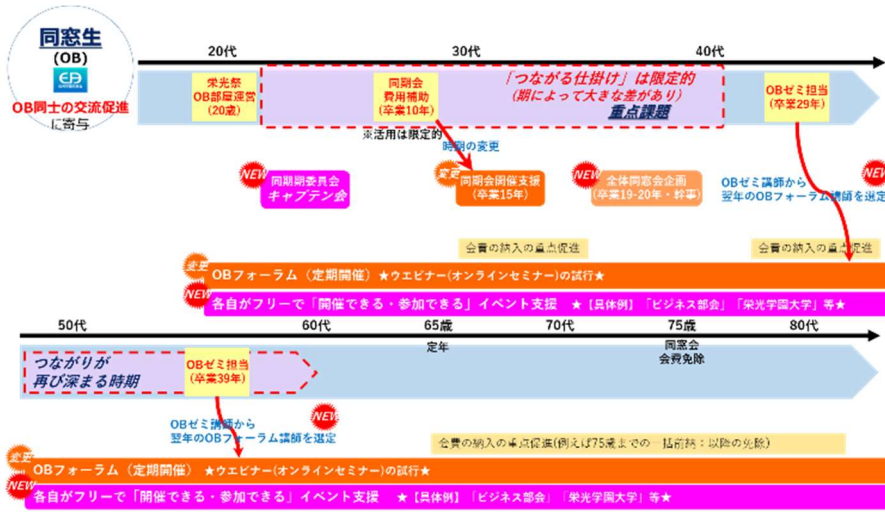 同窓生
(OB)
OB同士の交流促進
に寄与
20代
30代
40代
栄光祭
OB部屋運営
(20歳)
同期会
費用補助
(卒業10年)
「つながる仕掛け」は限定的
(期によって大きな差があり)
重点課題
OBゼミ担当
(卒業29年)
※活用は限定的
時期の変更
NEW
同期期委員会
キャプテン会
変更
同期会開催支援
(卒業15年)
NEW
全体同窓会企画
(卒業19-20年・幹事)
NEW
OBゼミ講師から
翌年のOBフォーラム講師を選定
会費の納入の重点促進
会費の納入の重点促進
変更
OBフォーラム（定期開催）★ウエビナー(オンラインセミナー)の試行★
NEW
各自がフリーで「開催できる・参加できる」イベント支援 ★【具体例】「ビジネス部会」「栄光学園大学」等★
50代
60代
65歳
70代
75歳
80代
定年
同窓会
会費免除
つながりが
再び深まる時期
OBゼミ担当
(卒業39年)
OBゼミ講師から
翌年のOBフォーラム講師を選定
NEW
会費の納入の重点促進(例えば75歳までの一括前納：以降の免除)
変更
OBフォーラム（定期開催）★ウエビナー(オンラインセミナー)の試行★
NEW
各自がフリーで「開催できる・参加できる」イベント支援 ★【具体例】「ビジネス部会」「栄光学園大学」等★